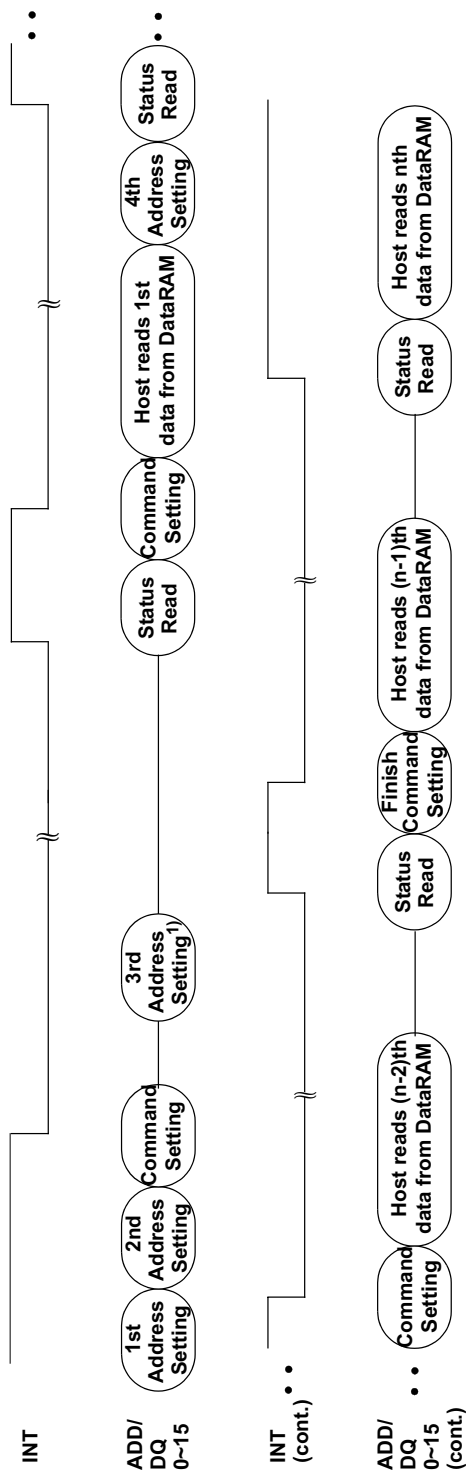 INT
ADD/
DQ
0~15
1st
Address
Setting
2nd
Address
Setting
Command
Setting
3rd
Address
Setting1)
Status
Read
Command
Setting
Host reads 1st
data from DataRAM
4th
Address
Setting
Status
Read
INT
(cont.)
ADD/
DQ
0~15
(cont.)
Command
Setting
Host reads (n-2)th
data from DataRAM
Status
Read
Finish
Command
Setting
Host reads (n-1)th
data from DataRAM
Status
Read
Host reads nth
data from DataRAM